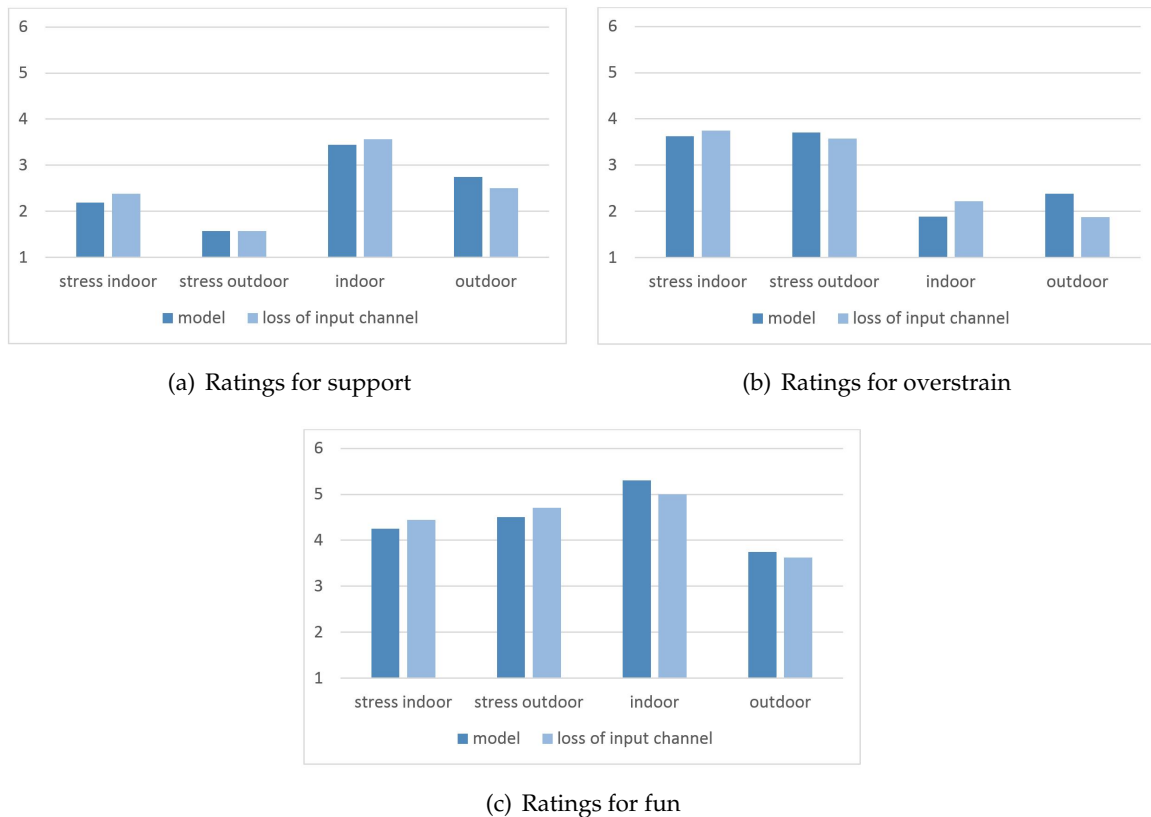 6
5
4
3
2
1
stress indoor stress outdoor indoor outdoor
model loss of input channel
(a) Ratings for support
6
5
4
3
2
1
stress indoor stress outdoor indoor outdoor
model loss of input channel
(b) Ratings for overstrain
6
5
4
3
2
1
stress indoor stress outdoor indoor outdoor
model loss of input channel
(c) Ratings for fun